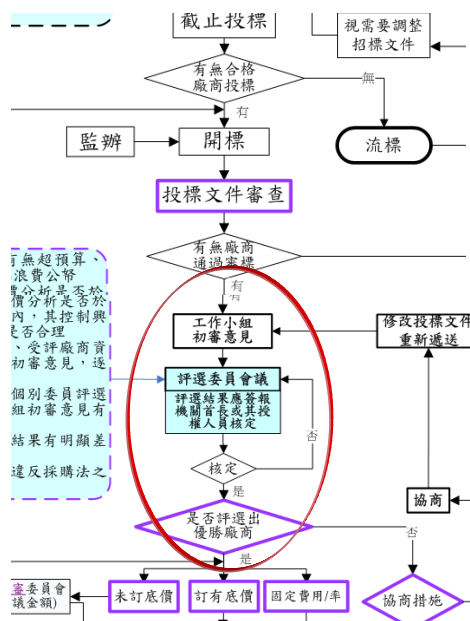 截止投標
視需要調整
招標文件
有無合格
廠商投標
無
有
監辦
開標
流標
投標文件審查
有無廠商
通過審標
有無超預算、
浪費公帑
價分析是否於
內，其控制與
是否合理
、受評廠商資
初審意見，逐
個別委員評選
組初審意見有
結果有明顯差
違反採購法之
有
有
工作小組
初審意見
修改投標文件
重新遞送
評選委員會議
評選結果應簽報
機關首長或其授
權人員核定
否
核定
是
協商
是否評選出
優勝廠商
否
是
審委員會
議金額)
未訂底價
訂有底價
固定費用/率
協商措施